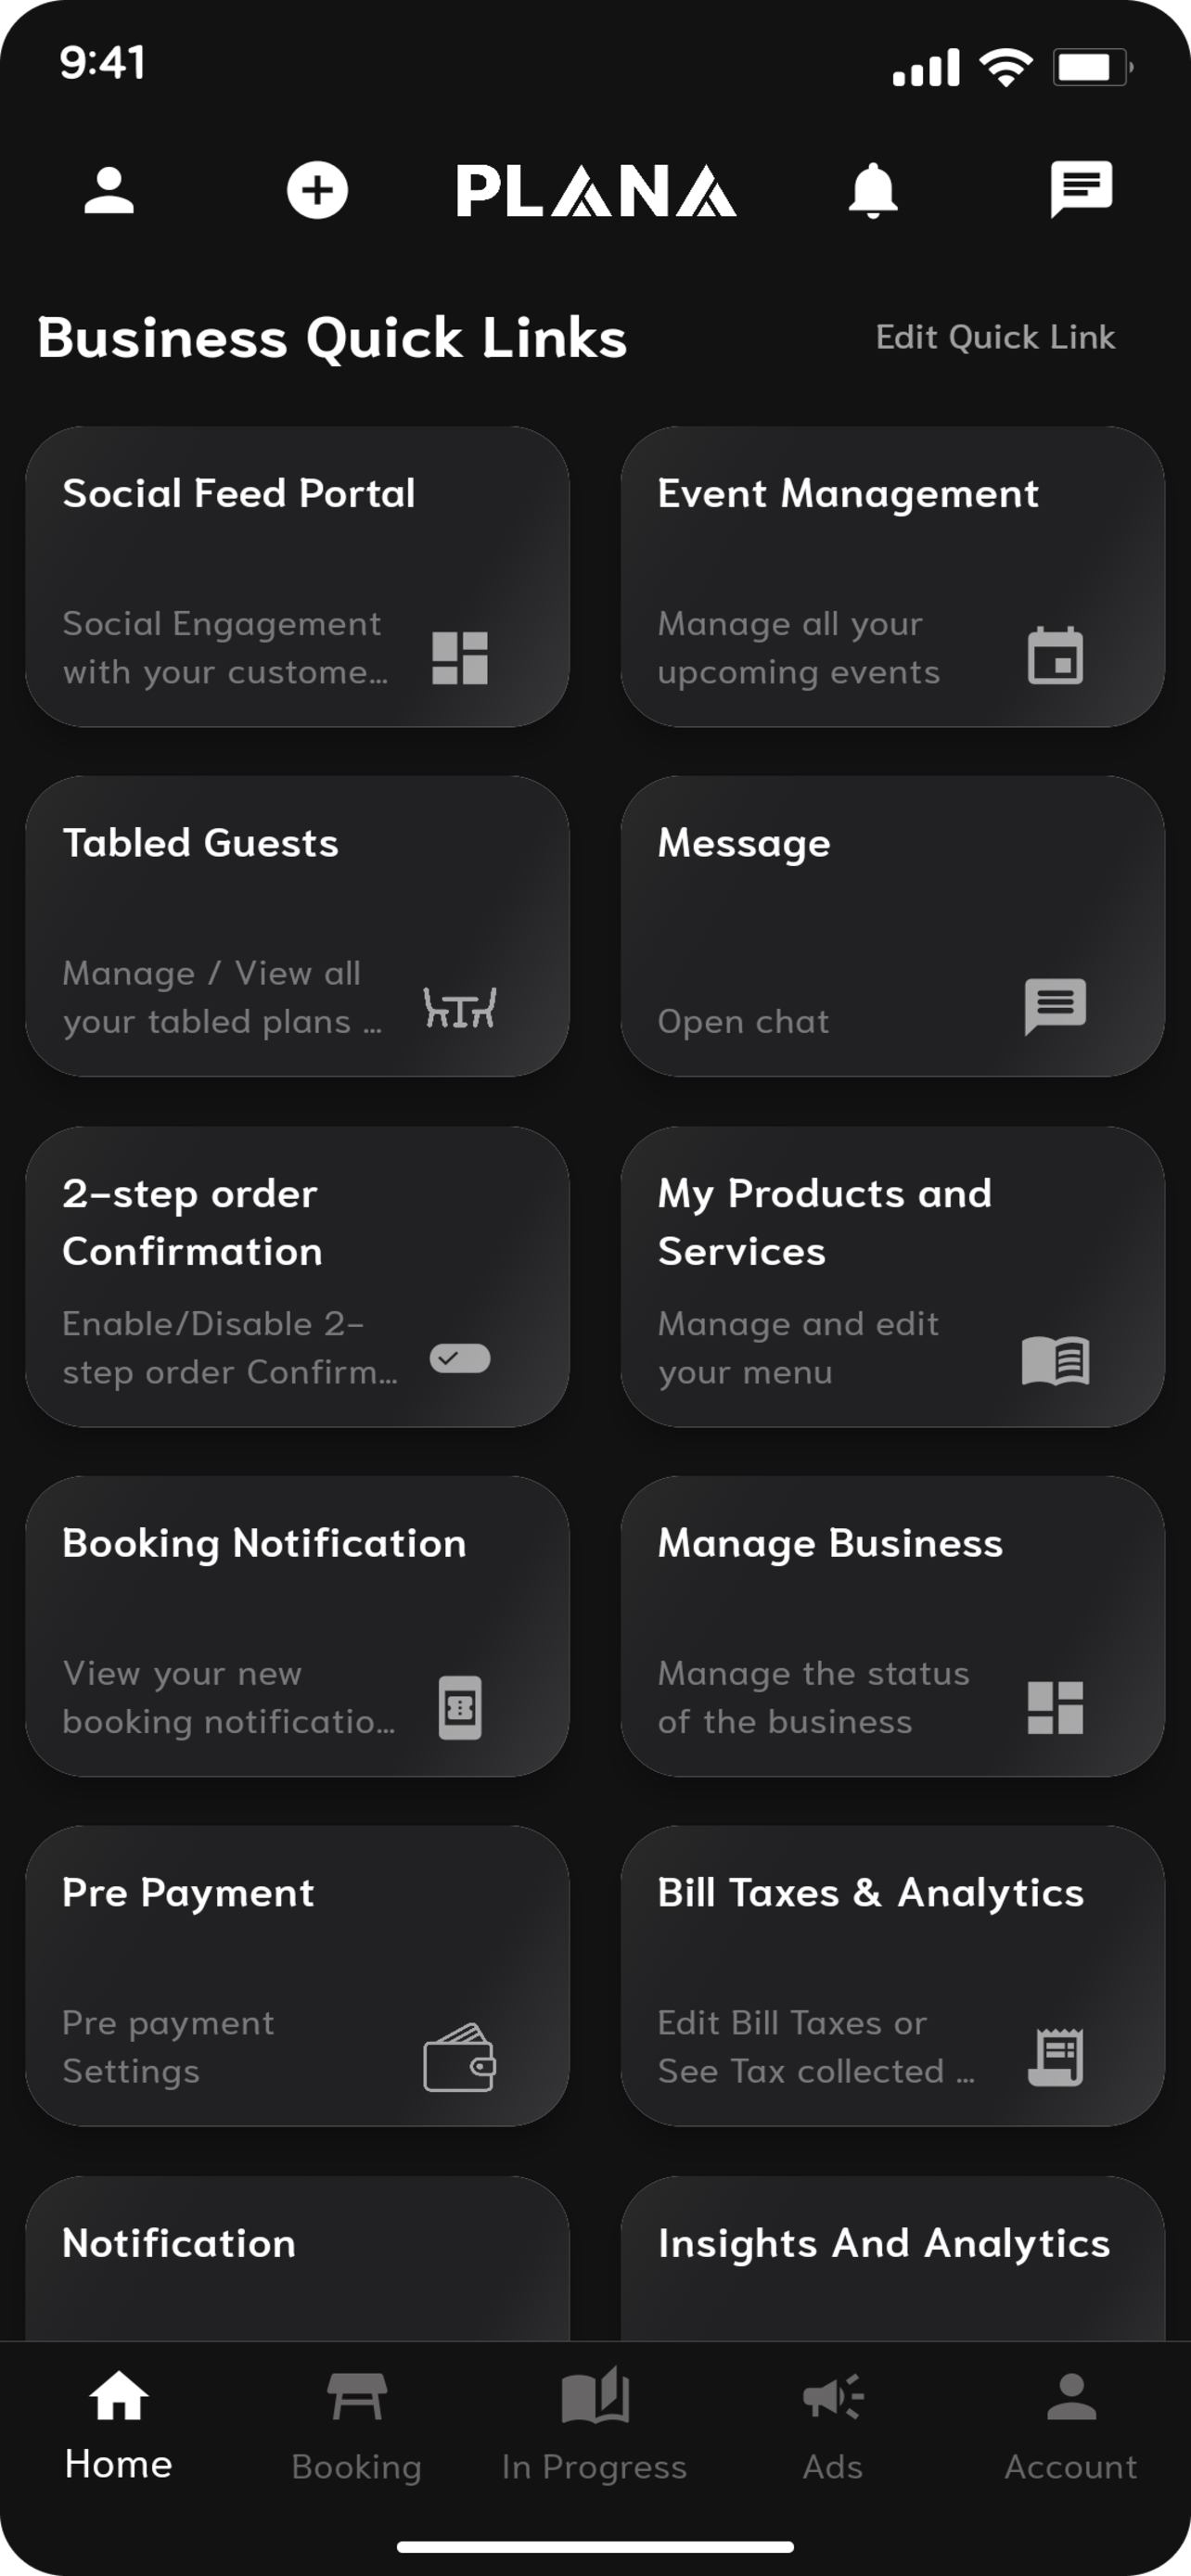 9:41
PLANA
Business Quick Links
Edit Quick Link
Social Feed Portal
Social Engagement
with your custome...
Event Management
Manage all your
upcoming events
Tabled Guests
Manage / View all
your tabled plans ...
Message
Open chat
2-step order
Confirmation
Enable/Disable 2-
step order Confirm...
My Products and
Services
Manage and edit
your menu
Booking Notification
View your new
booking notificatio...
Manage Business
Manage the status
of the business
Pre Payment
Pre payment
Settings
Bill Taxes & Analytics
Edit Bill Taxes or
See Tax collected ...
Notification
Insights And Analytics
Home
Booking
In Progress
Ads
Account